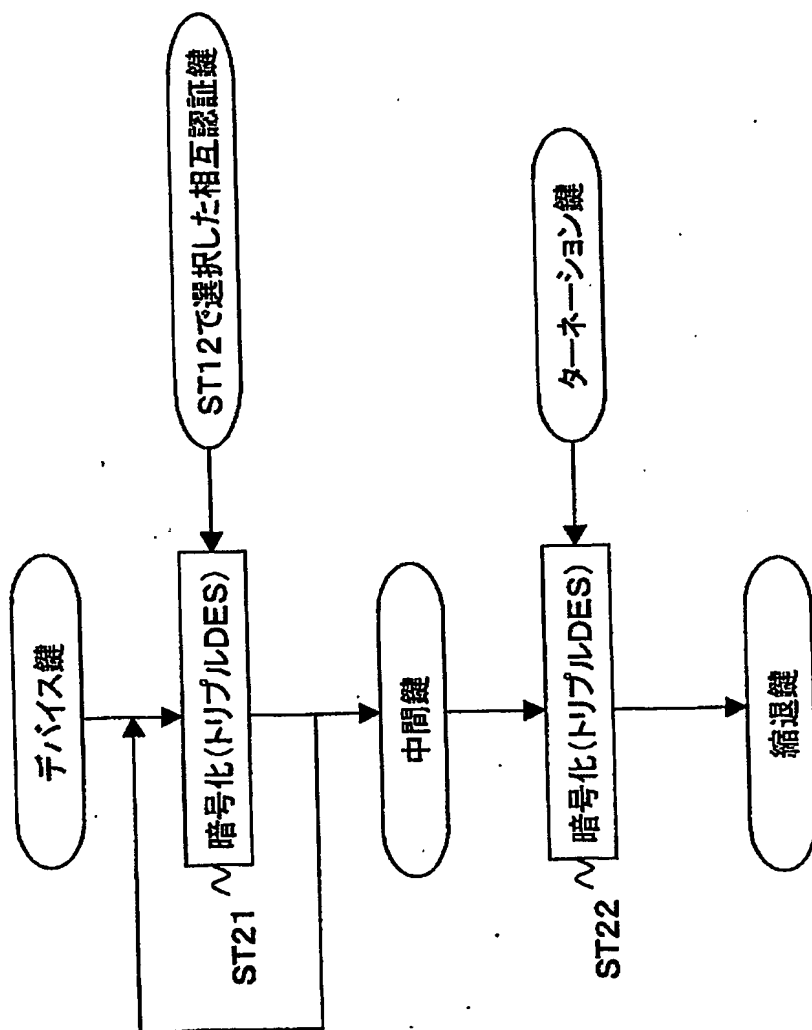 デバイス鍵
ST21
暗号化(トリプルDES)
ST12で選択した相互認証鍵
中間鍵
ST22
暗号化(トリプルDES)
ターネーション鍵
縮退鍵